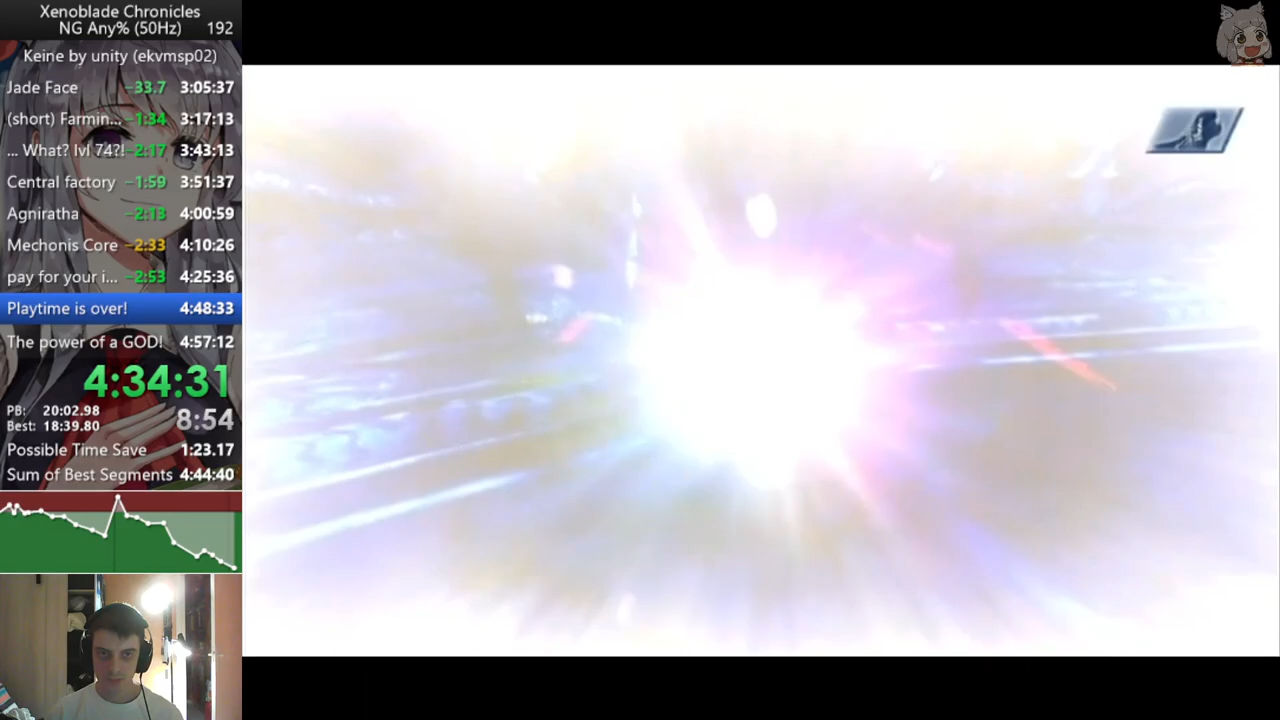 Xenoblade Chronicles
NG Any% (50Hz) 192
Keine by unity (ekvmsp02)
Jade Face -33.7 3:05:37
(short) Farmin... -1:34 3:17:13
... What? lvl 74?! -2:17 3:43:13
Central factory -1:59 3:51:37
Agniratha -2:13 4:00:59
Mechonis Core -2:33 4:10:26
pay for your i... -2:53 4:25:36
Playtime is over! 4:48:33
The power of a GOD! 4:57:12
4:34:31
PB: 20:02.98
Best: 18:39.80
8:54
Possible Time Save 1:23.17
Sum of Best Segments 4:44:40